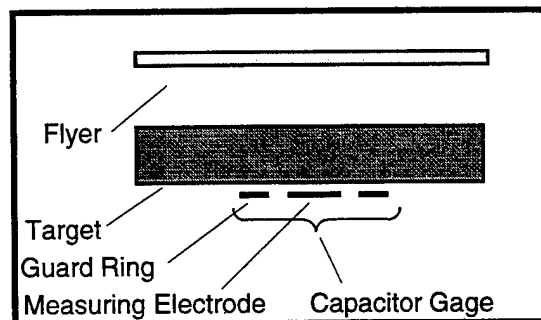 Flyer
Target
Guard Ring
Measuring Electrode
Capacitor Gage